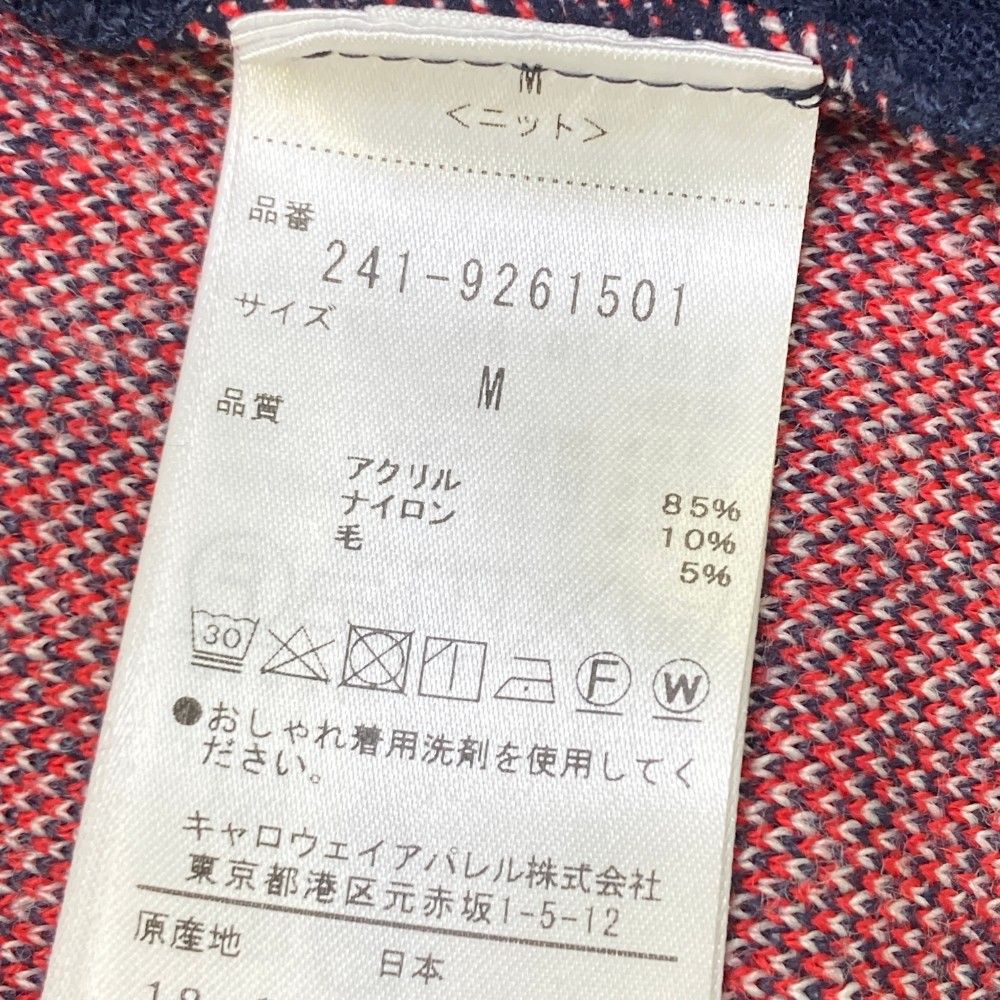 M
＜ニット＞
品番
241-9261501
サイズ
M
品質
アクリル 85%
ナイロン 10%
毛 5%
30
F W
●おしゃれ着用洗剤を使用してく
ださい。
キャロウェイアパレル株式会社
東京都港区元赤坂1-5-12
原産地 日本